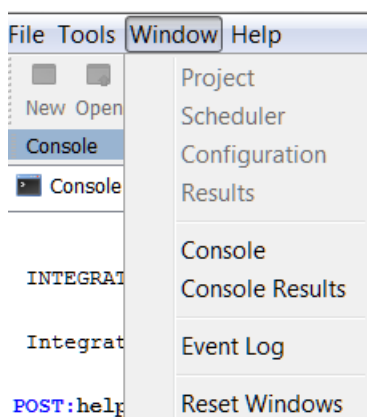 File Tools Window Help
New Open
Console
Console
INTEGRAT
Integrat
POST:help
Project
Scheduler
Configuration
Results
Console
Console Results
Event Log
Reset Windows